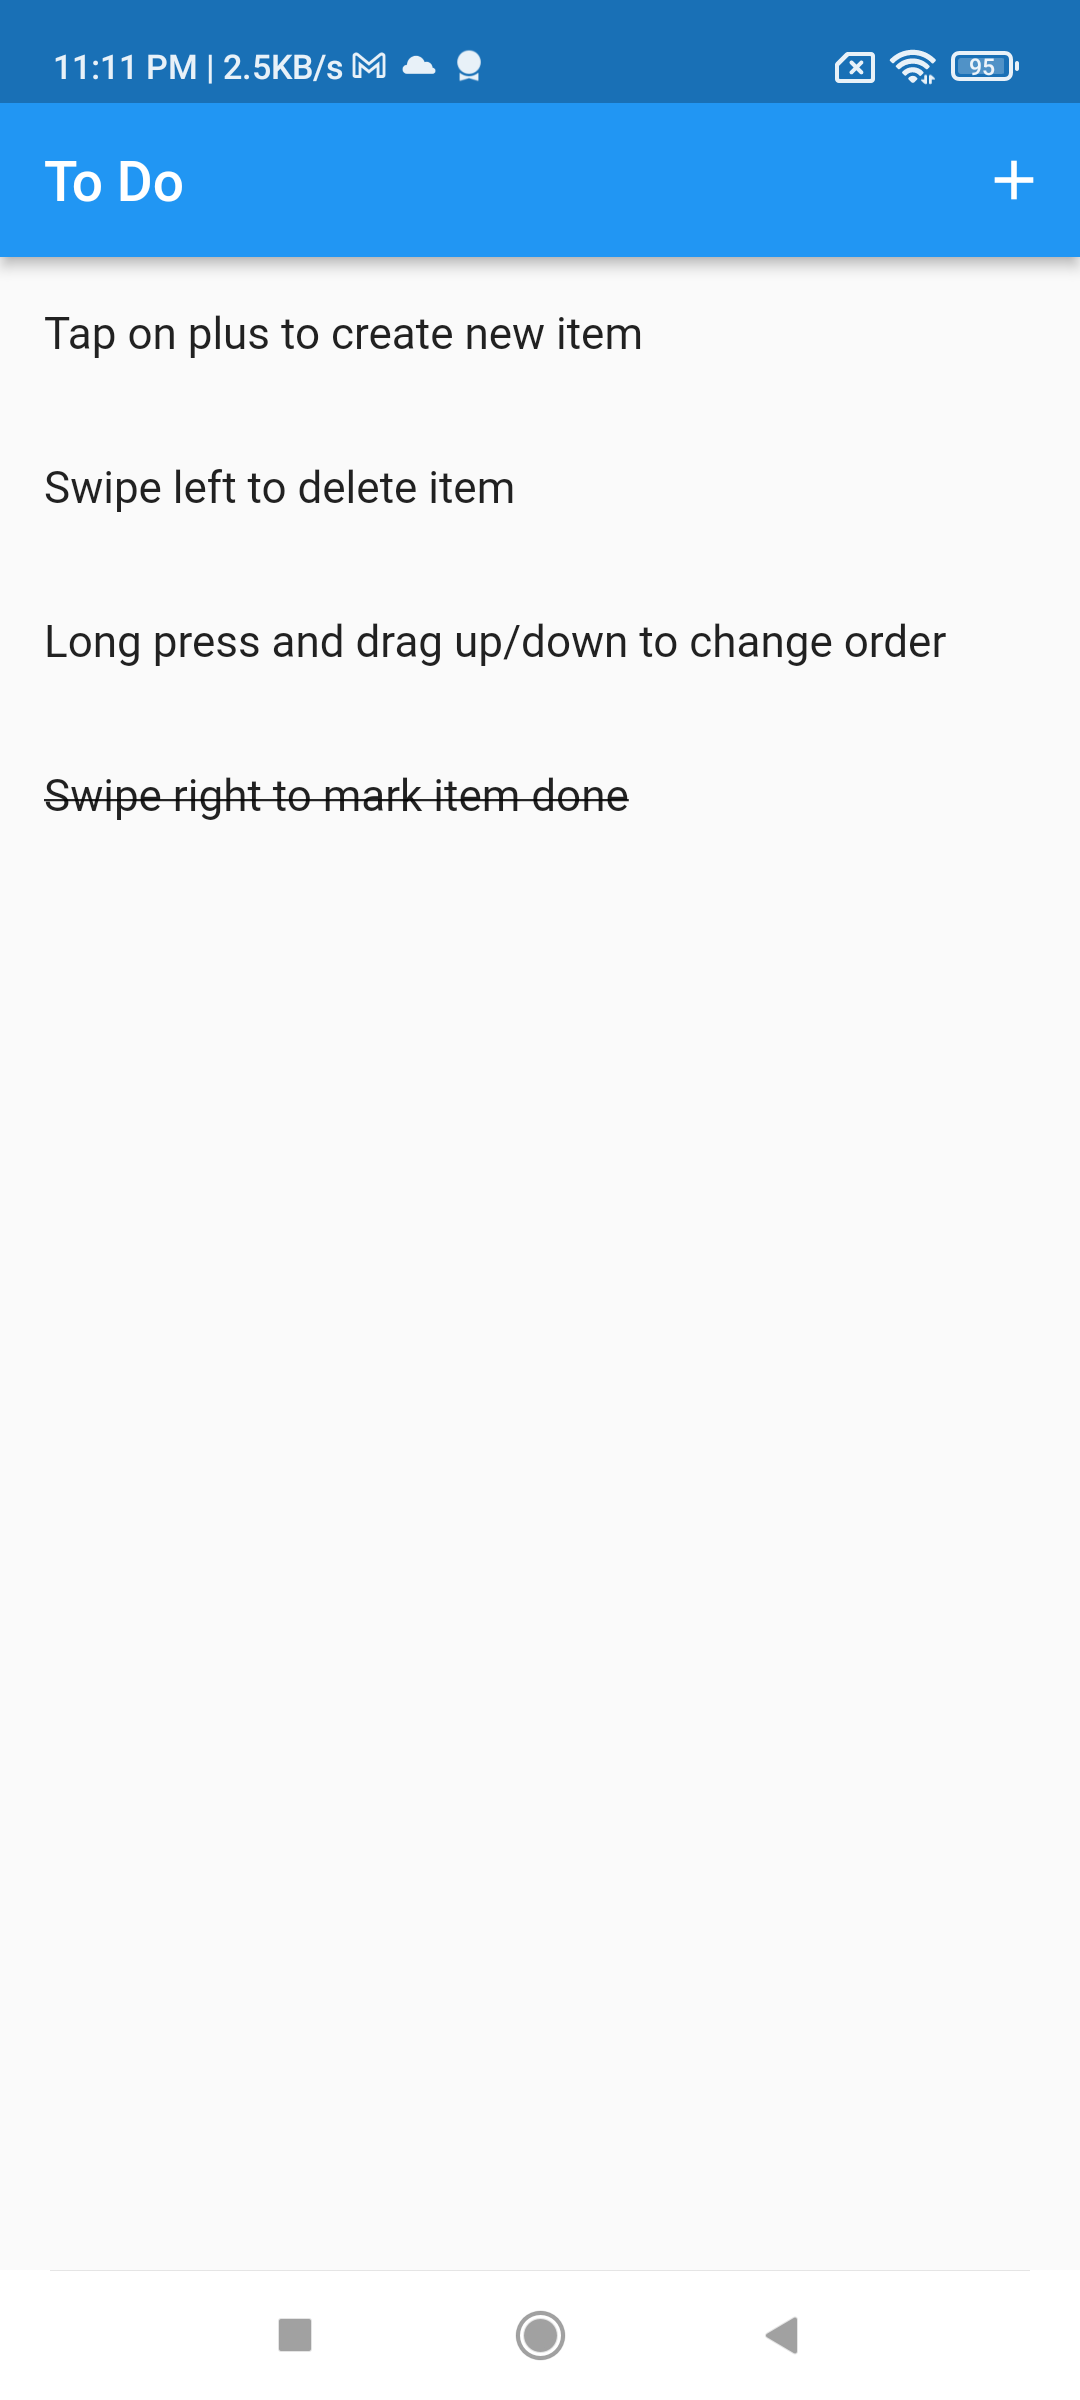 11:11 PM | 2.5KB/s 95
To Do
Tap on plus to create new item
Swipe left to delete item
Long press and drag up/down to change order
Swipe right to mark item done